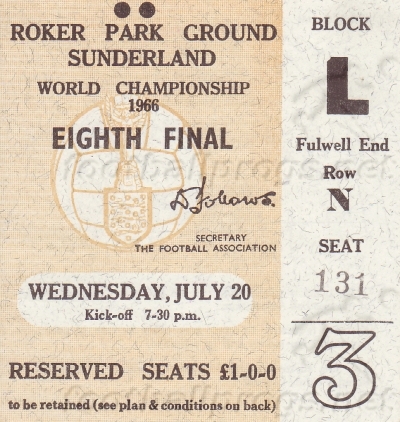 ROKER PARK GROUND
SUNDERLAND
WORLD CHAMPIONSHIP
1966
EIGHTH FINAL
SECRETARY
THE FOOTBALL ASSOCIATION
WEDNESDAY, JULY 20
Kick-off 7-30 p.m.
RESERVED SEATS £1-0-0
to be retained (see plan & conditions on back)
BLOCK
L
Fulwell End
Row
N
SEAT
131
3